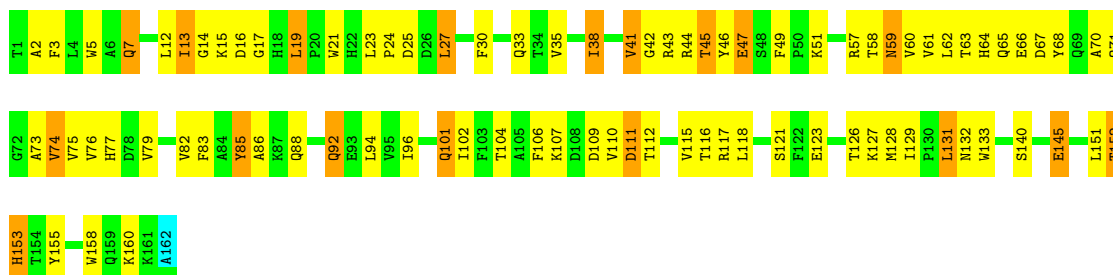 T1 A2 F3 L4 W5 A6 Q7 L12 I13 G14 K15 D16 G17 H18 L19 P20 W21 H22 L23 P24 D25 D26 L27 F30 Q33 T34 V35 I38 V41 G42 R43 R44 T45 Y46 E47 S48 F49 P50 K51 R57 T58 N59 V60 V61 L62 T63 H64 Q65 E66 D67 Y68 Q69 A70
G72 A73 V74 V75 V76 H77 D78 V79 V82 F83 A84 Y85 A86 K87 Q88 Q92 E93 L94 V95 I96 Q101 I102 F103 T104 A105 F106 K107 D108 D109 V110 D111 T112 V115 T116 R117 L118 S121 F122 E123 T126 K127 M128 I129 P130 L131 N132 W133 S140 E145 L151
H153 T154 Y155 W158 Q159 K160 K161 A162